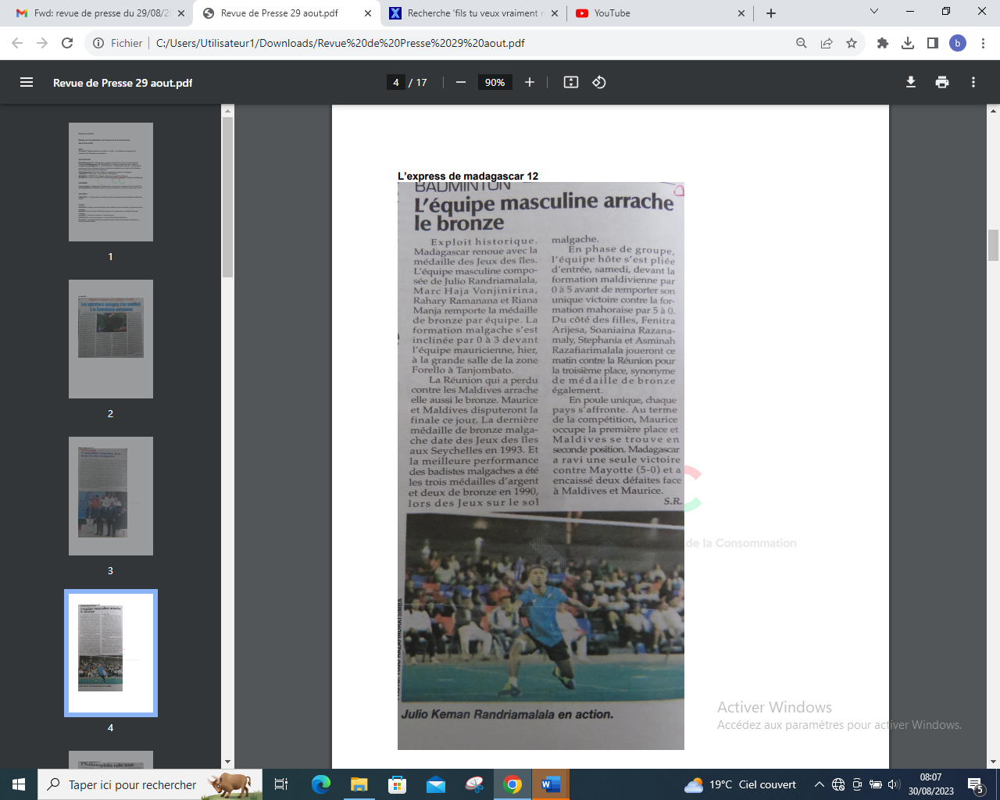 Fwd: revue de presse du 29/08/2
Revue de Presse 29 aout.pdf
Recherche 'fils tu veux vraiment
YouTube
Fichier
C:/Users/Utilisateur1/Downloads/Revue%20de%20Presse%2029%20aout.pdf
b
Revue de Presse 29 aout.pdf
4 / 17
90%
1
2
3
4
L'express de madagascar 12
BADMINTON
L'équipe masculine arrache
le bronze
Exploit historique.
Madagascar renoue avec la
médaille des Jeux des îles.
L'équipe masculine compo-
sée de Julio Randriamalala,
Marc Haja Vonjinirina,
Rahary Ramanana et Riana
Manja remporte la médaille
de bronze par équipe. La
formation malgache s'est
inclinée par 0 à 3 devant
l'équipe mauricienne, hier,
à la grande salle de la zone
Forello à Tanjombato.
La Réunion qui a perdu
contre les Maldives arrache
elle aussi le bronze. Maurice
et Maldives disputeront la
finale ce jour. La dernière
médaille de bronze malga-
che date des Jeux des îles
aux Seychelles en 1993. Et
la meilleure performance
des badistes malgaches a été
les trois médailles d'argent
et deux de bronze en 1990,
lors des Jeux sur le sol
malgache.
En phase de groupe,
l'équipe hôte s'est pliée
d'entrée, samedi, devant la
formation maldivienne par
0 à 5 avant de remporter son
unique victoire contre la for-
mation mahoraise par 5 à 0.
Du côté des filles, Fenitra
Arijesa, Soaniaina Razana-
maly, Stephania et Asminah
Razafiarimalala joueront ce
matin contre la Réunion pour
la troisième place, synonyme
de médaille de bronze
également.
En poule unique, chaque
pays s'affronte. Au terme
de la compétition, Maurice
occupe la première place et
Maldives se trouve en
seconde position. Madagascar
a ravi une seule victoire
contre Mayotte (5-0) et a
encaissé deux défaites face
à Maldives et Maurice.
S.R.
de la Consommation
Julio Keman Randriamalala en action.
Activer Windows
Accédez aux paramètres pour activer Windows.
Taper ici pour rechercher
19°C Ciel couvert
08:07
30/08/2023
5